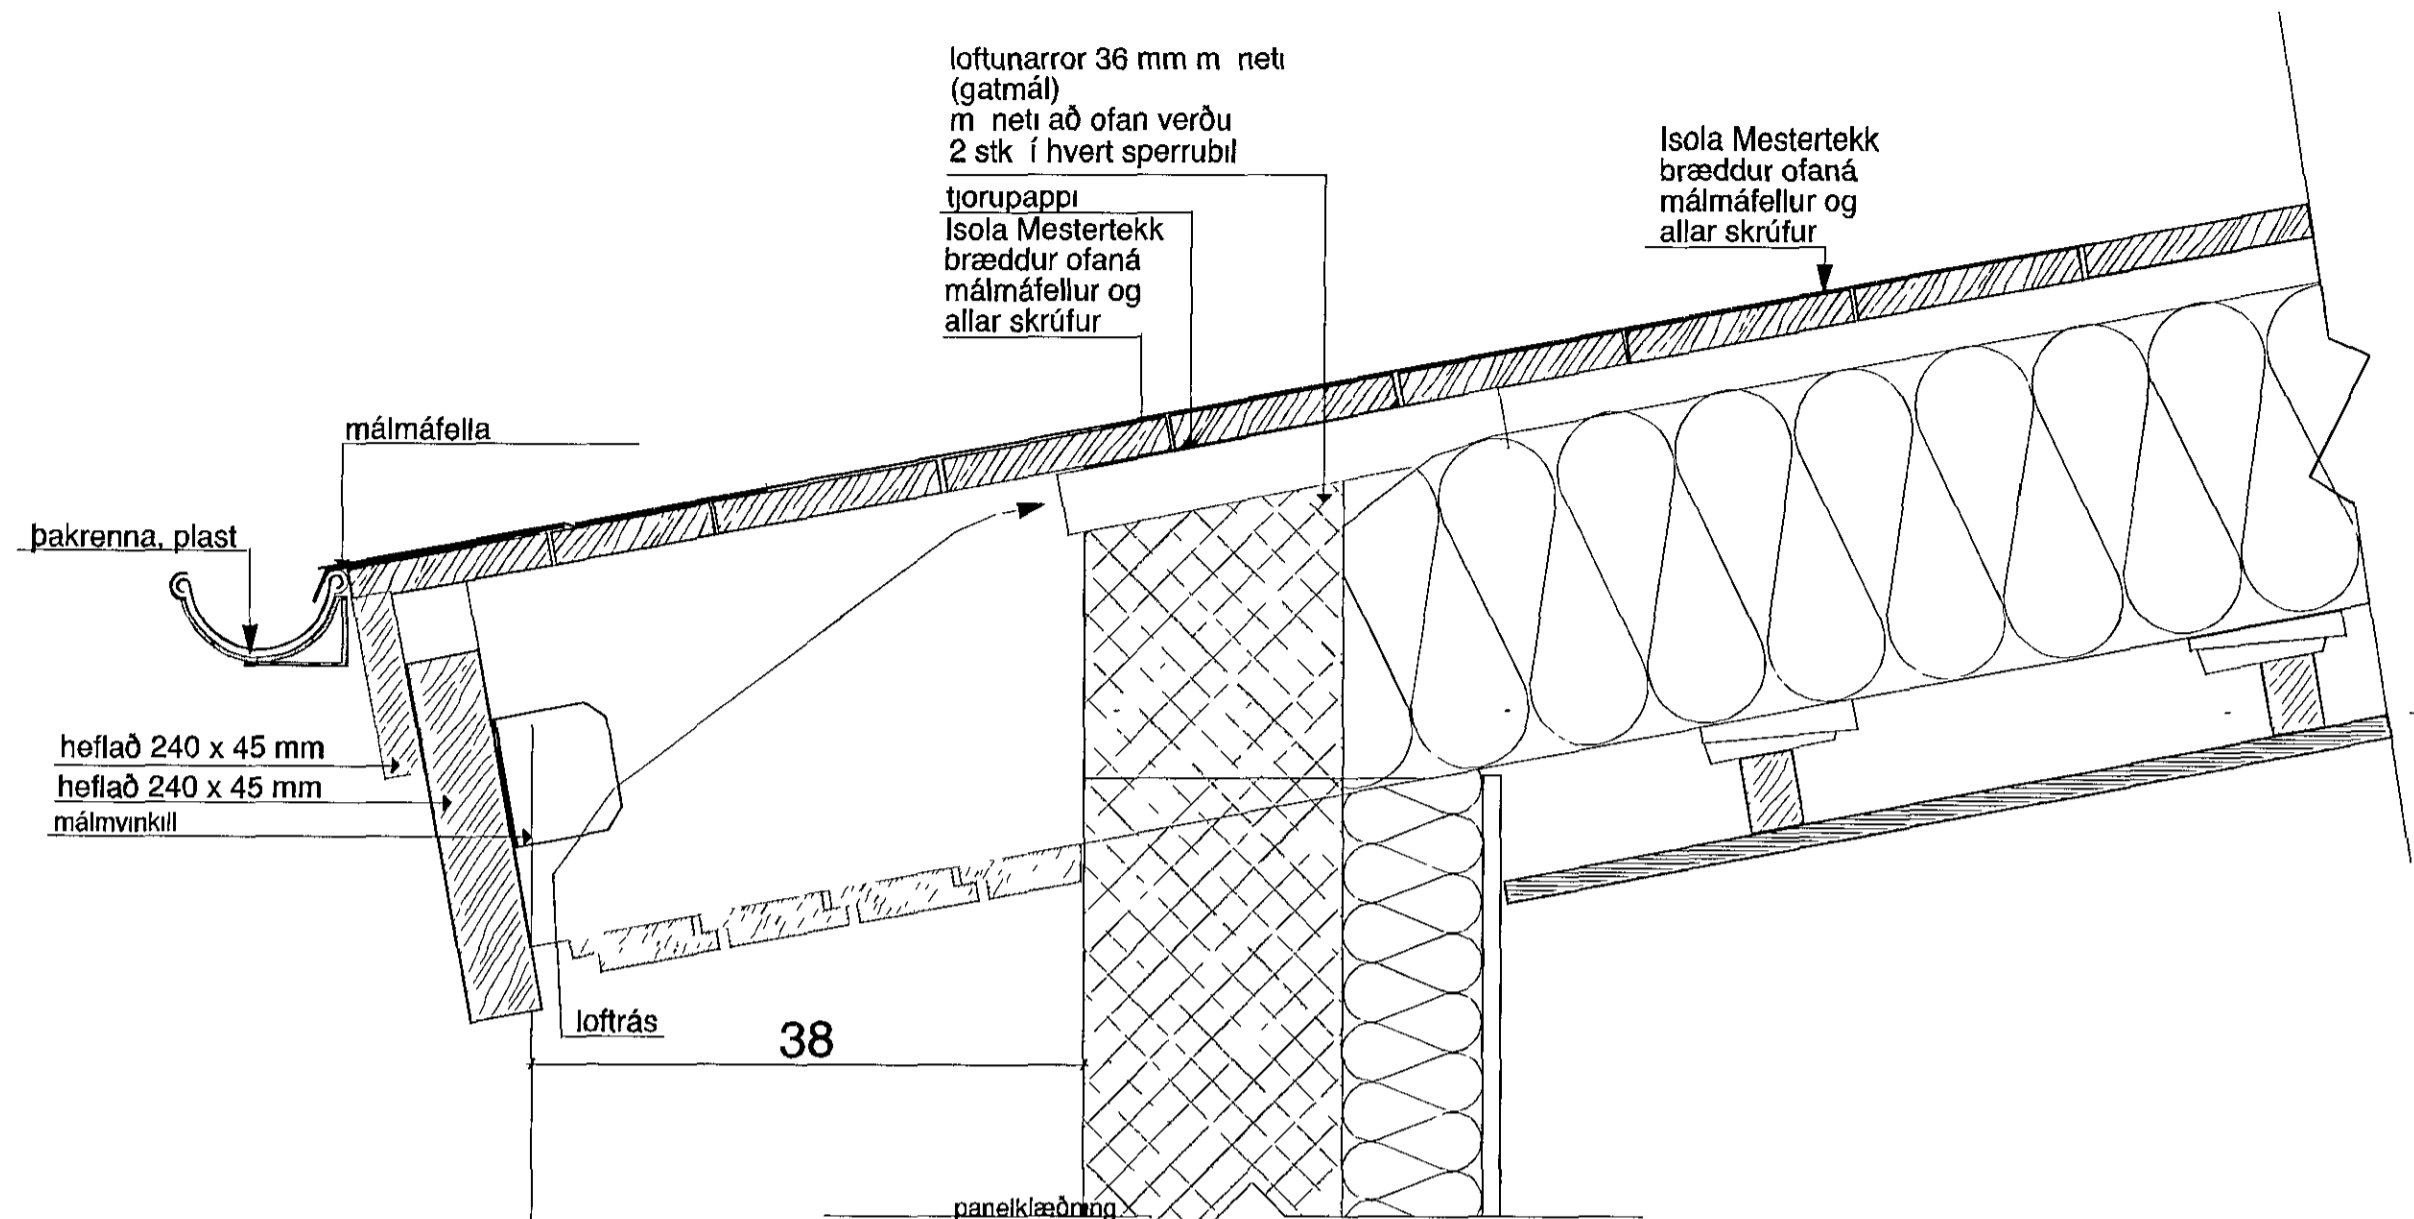 loftunarror 36 mm m neti
(gatmál)
m neti að ofan verðu
2 stk í hvert sperrubil
tjorupappi
Isola Mestertekk
bræddur ofaná
málmáfellur og
allar skrúfur
Isola Mestertekk
bræddur ofaná
málmáfellur og
allar skrúfur
málmáfella
þakrenna, plast
heflað 240 x 45 mm
heflað 240 x 45 mm
málmvinkill
loftrás
38
panelklæðning